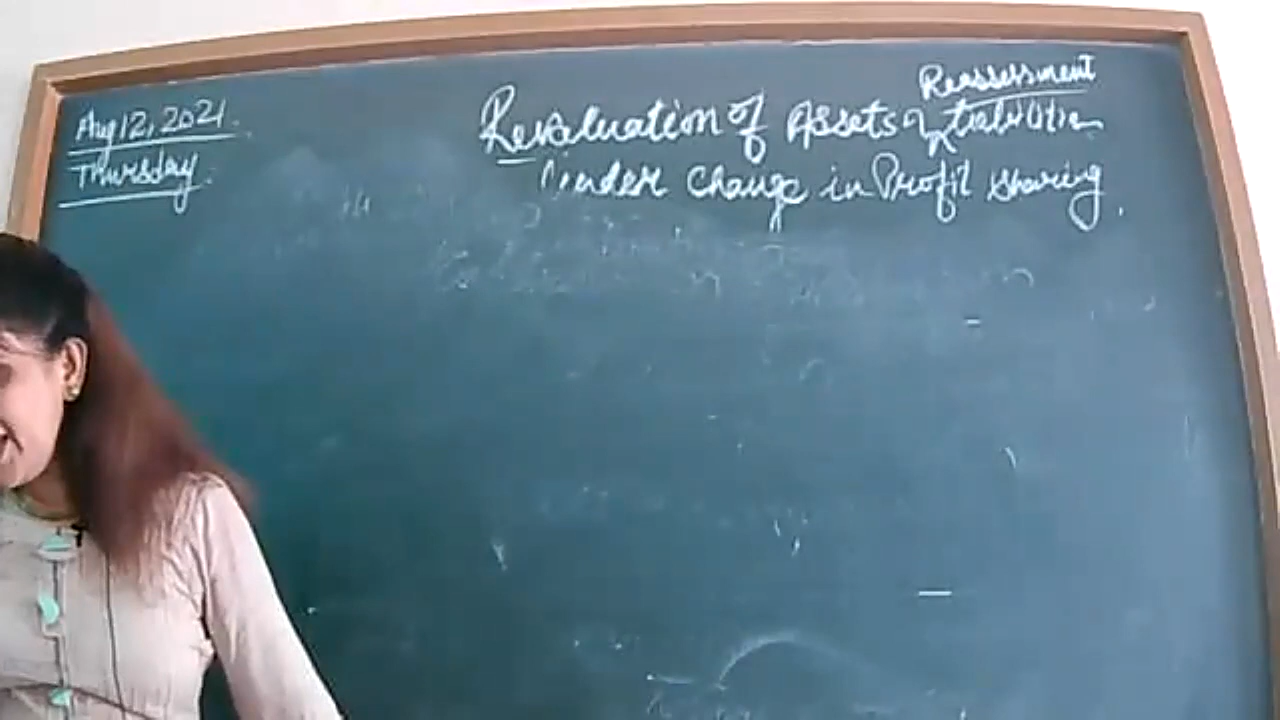 Aug 12, 2021.
Thursday.
Reassessment
Revaluation of Assets & Liabilities
Under Change in Profit sharing.